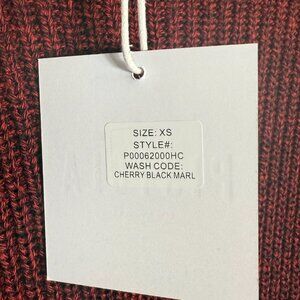 SIZE: XS
STYLE#:
P00062000HC
WASH CODE:
CHERRY BLACK MARL